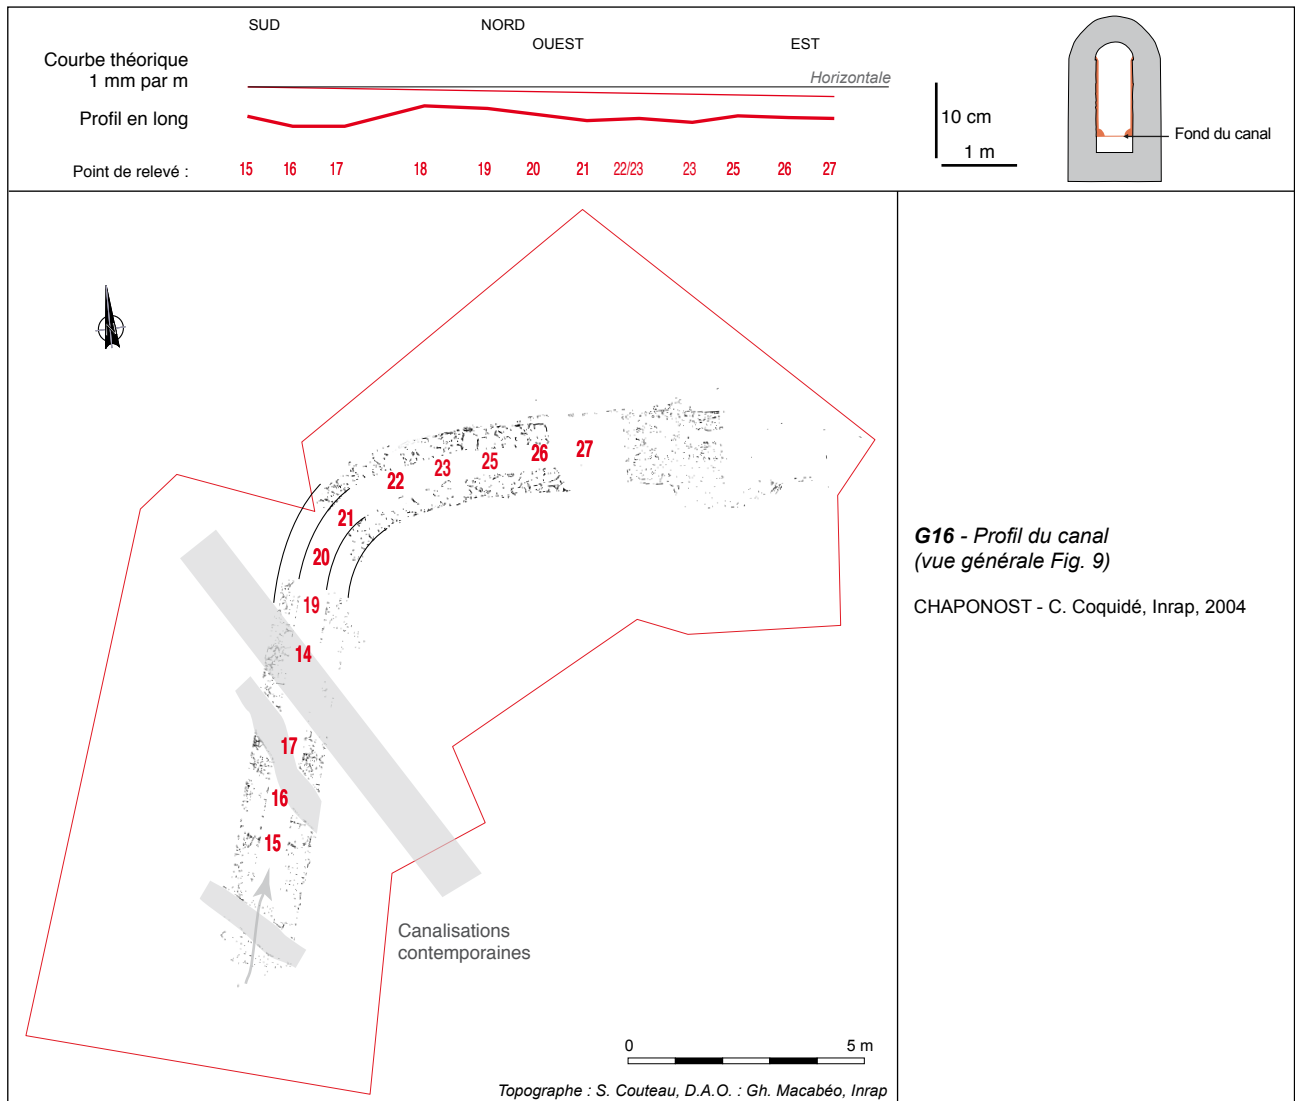 SUD NORD
OUEST EST
Courbe théorique
1 mm par m
Horizontale
Profil en long
Point de relevé : 15 16 17 18 19 20 21 22/23 23 25 26 27
10 cm
1 m
Fond du canal
27
26
25
23
22
21
20
19
14
17
16
15
Canalisations
contemporaines
0 5 m
Topographe : S. Couteau, D.A.O. : Gh. Macabéo, Inrap
G16 - Profil du canal
(vue générale Fig. 9)
CHAPONOST - C. Coquidé, Inrap, 2004